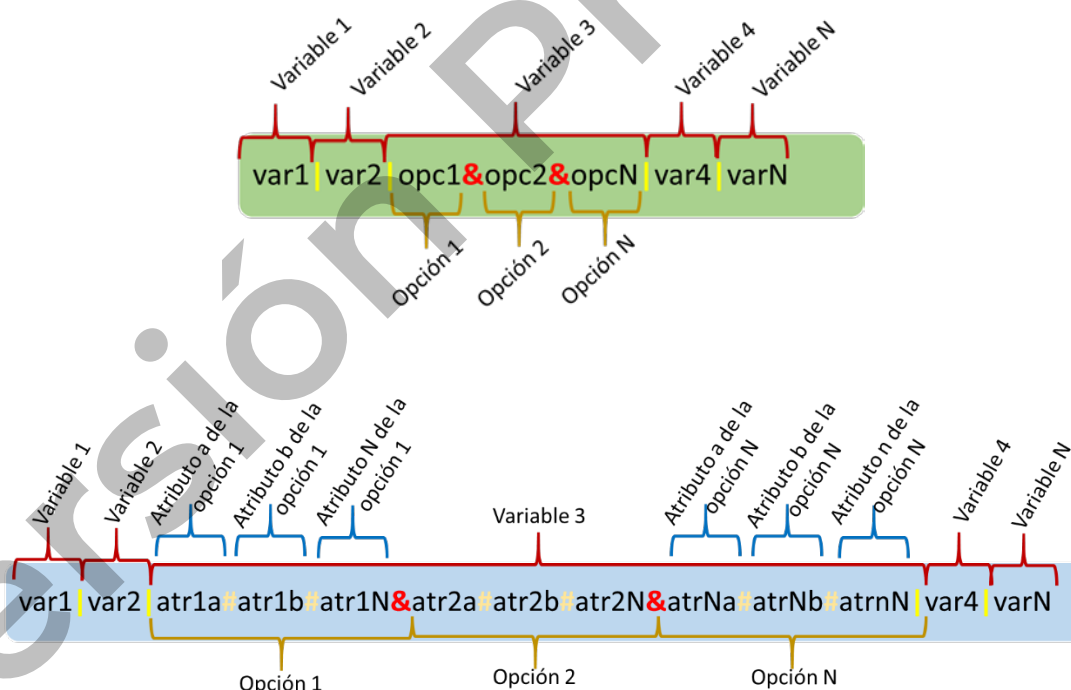 Variable 1
Variable 2
Variable 3
Variable 4
Variable N
var1|var2|opc1&opc2&opcN|var4|varN
Opción 1
Opción 2
Opción N
Variable 1
Variable 2
Atributo a de la
opción 1
Atributo b de la
opción 1
Atributo N de la
opción 1
Variable 3
Atributo a de la
opción N
Atributo b de la
opción N
Atributo n de la
opción N
Variable 4
Variable N
var1|var2|atr1a#atr1b#atr1N&atr2a#atr2b#atr2N&atrNa#atrNb#atrnN|var4|varN
Opción 1
Opción 2
Opción N
ersión Pr